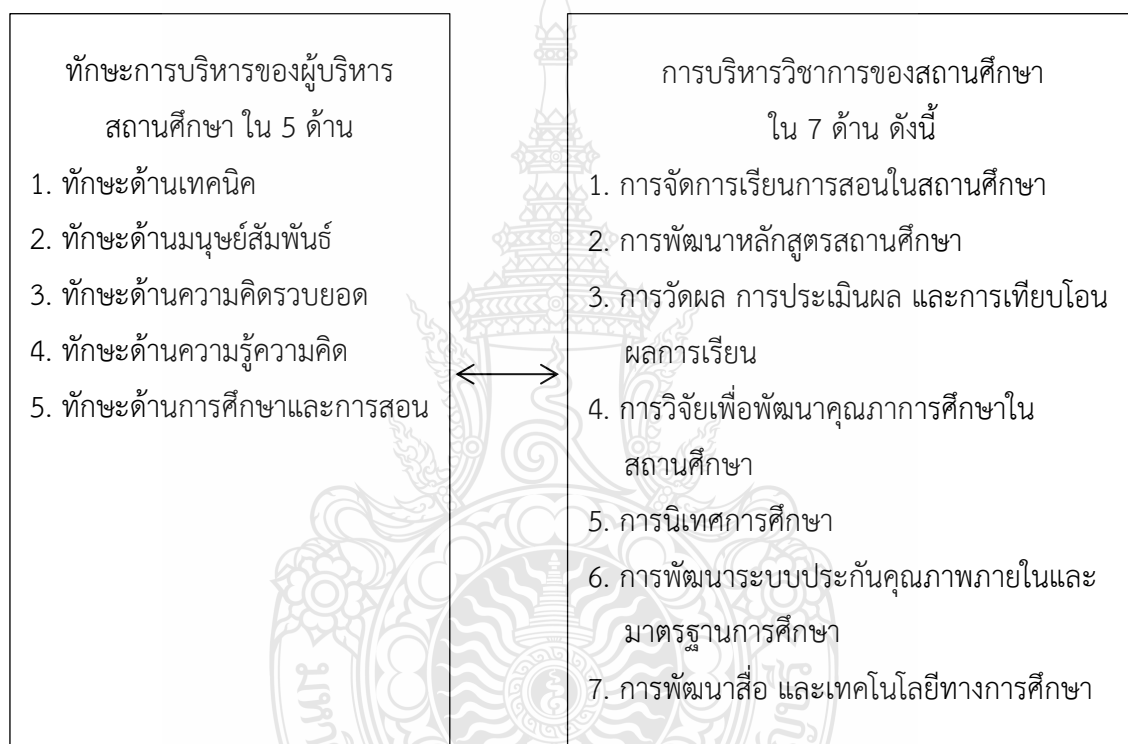 ทักษะการบริหารของผู้บริหาร
สถานศึกษา ใน 5 ด้าน
1. ทักษะด้านเทคนิค
2. ทักษะด้านมนุษย์สัมพันธ์
3. ทักษะด้านความคิดรวบยอด
4. ทักษะด้านความรู้ความคิด
5. ทักษะด้านการศึกษาและการสอน
การบริหารวิชาการของสถานศึกษา
ใน 7 ด้าน ดังนี้
1. การจัดการเรียนการสอนในสถานศึกษา
2. การพัฒนาหลักสูตรสถานศึกษา
3. การวัดผล การประเมินผล และการเทียบโอน
ผลการเรียน
4. การวิจัยเพื่อพัฒนาคุณภาการศึกษาใน
สถานศึกษา
5. การนิเทศการศึกษา
6. การพัฒนาระบบประกันคุณภาพภายในและ
มาตรฐานการศึกษา
7. การพัฒนาสื่อ และเทคโนโลยีทางการศึกษา